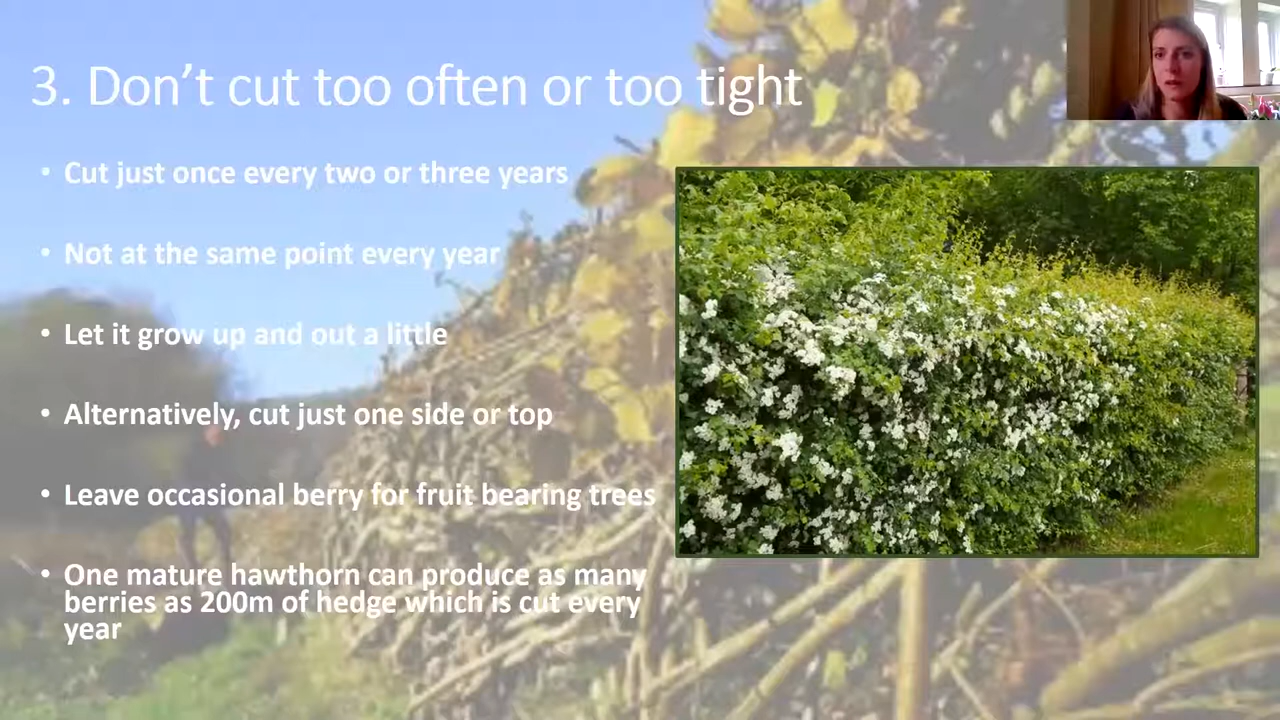 3. Don’t cut too often or too tight
• Cut just once every two or three years
• Not at the same point every year
• Let it grow up and out a little
• Alternatively, cut just one side or top
• Leave occasional berry for fruit bearing trees
• One mature hawthorn can produce as many
berries as 200m of hedge which is cut every
year